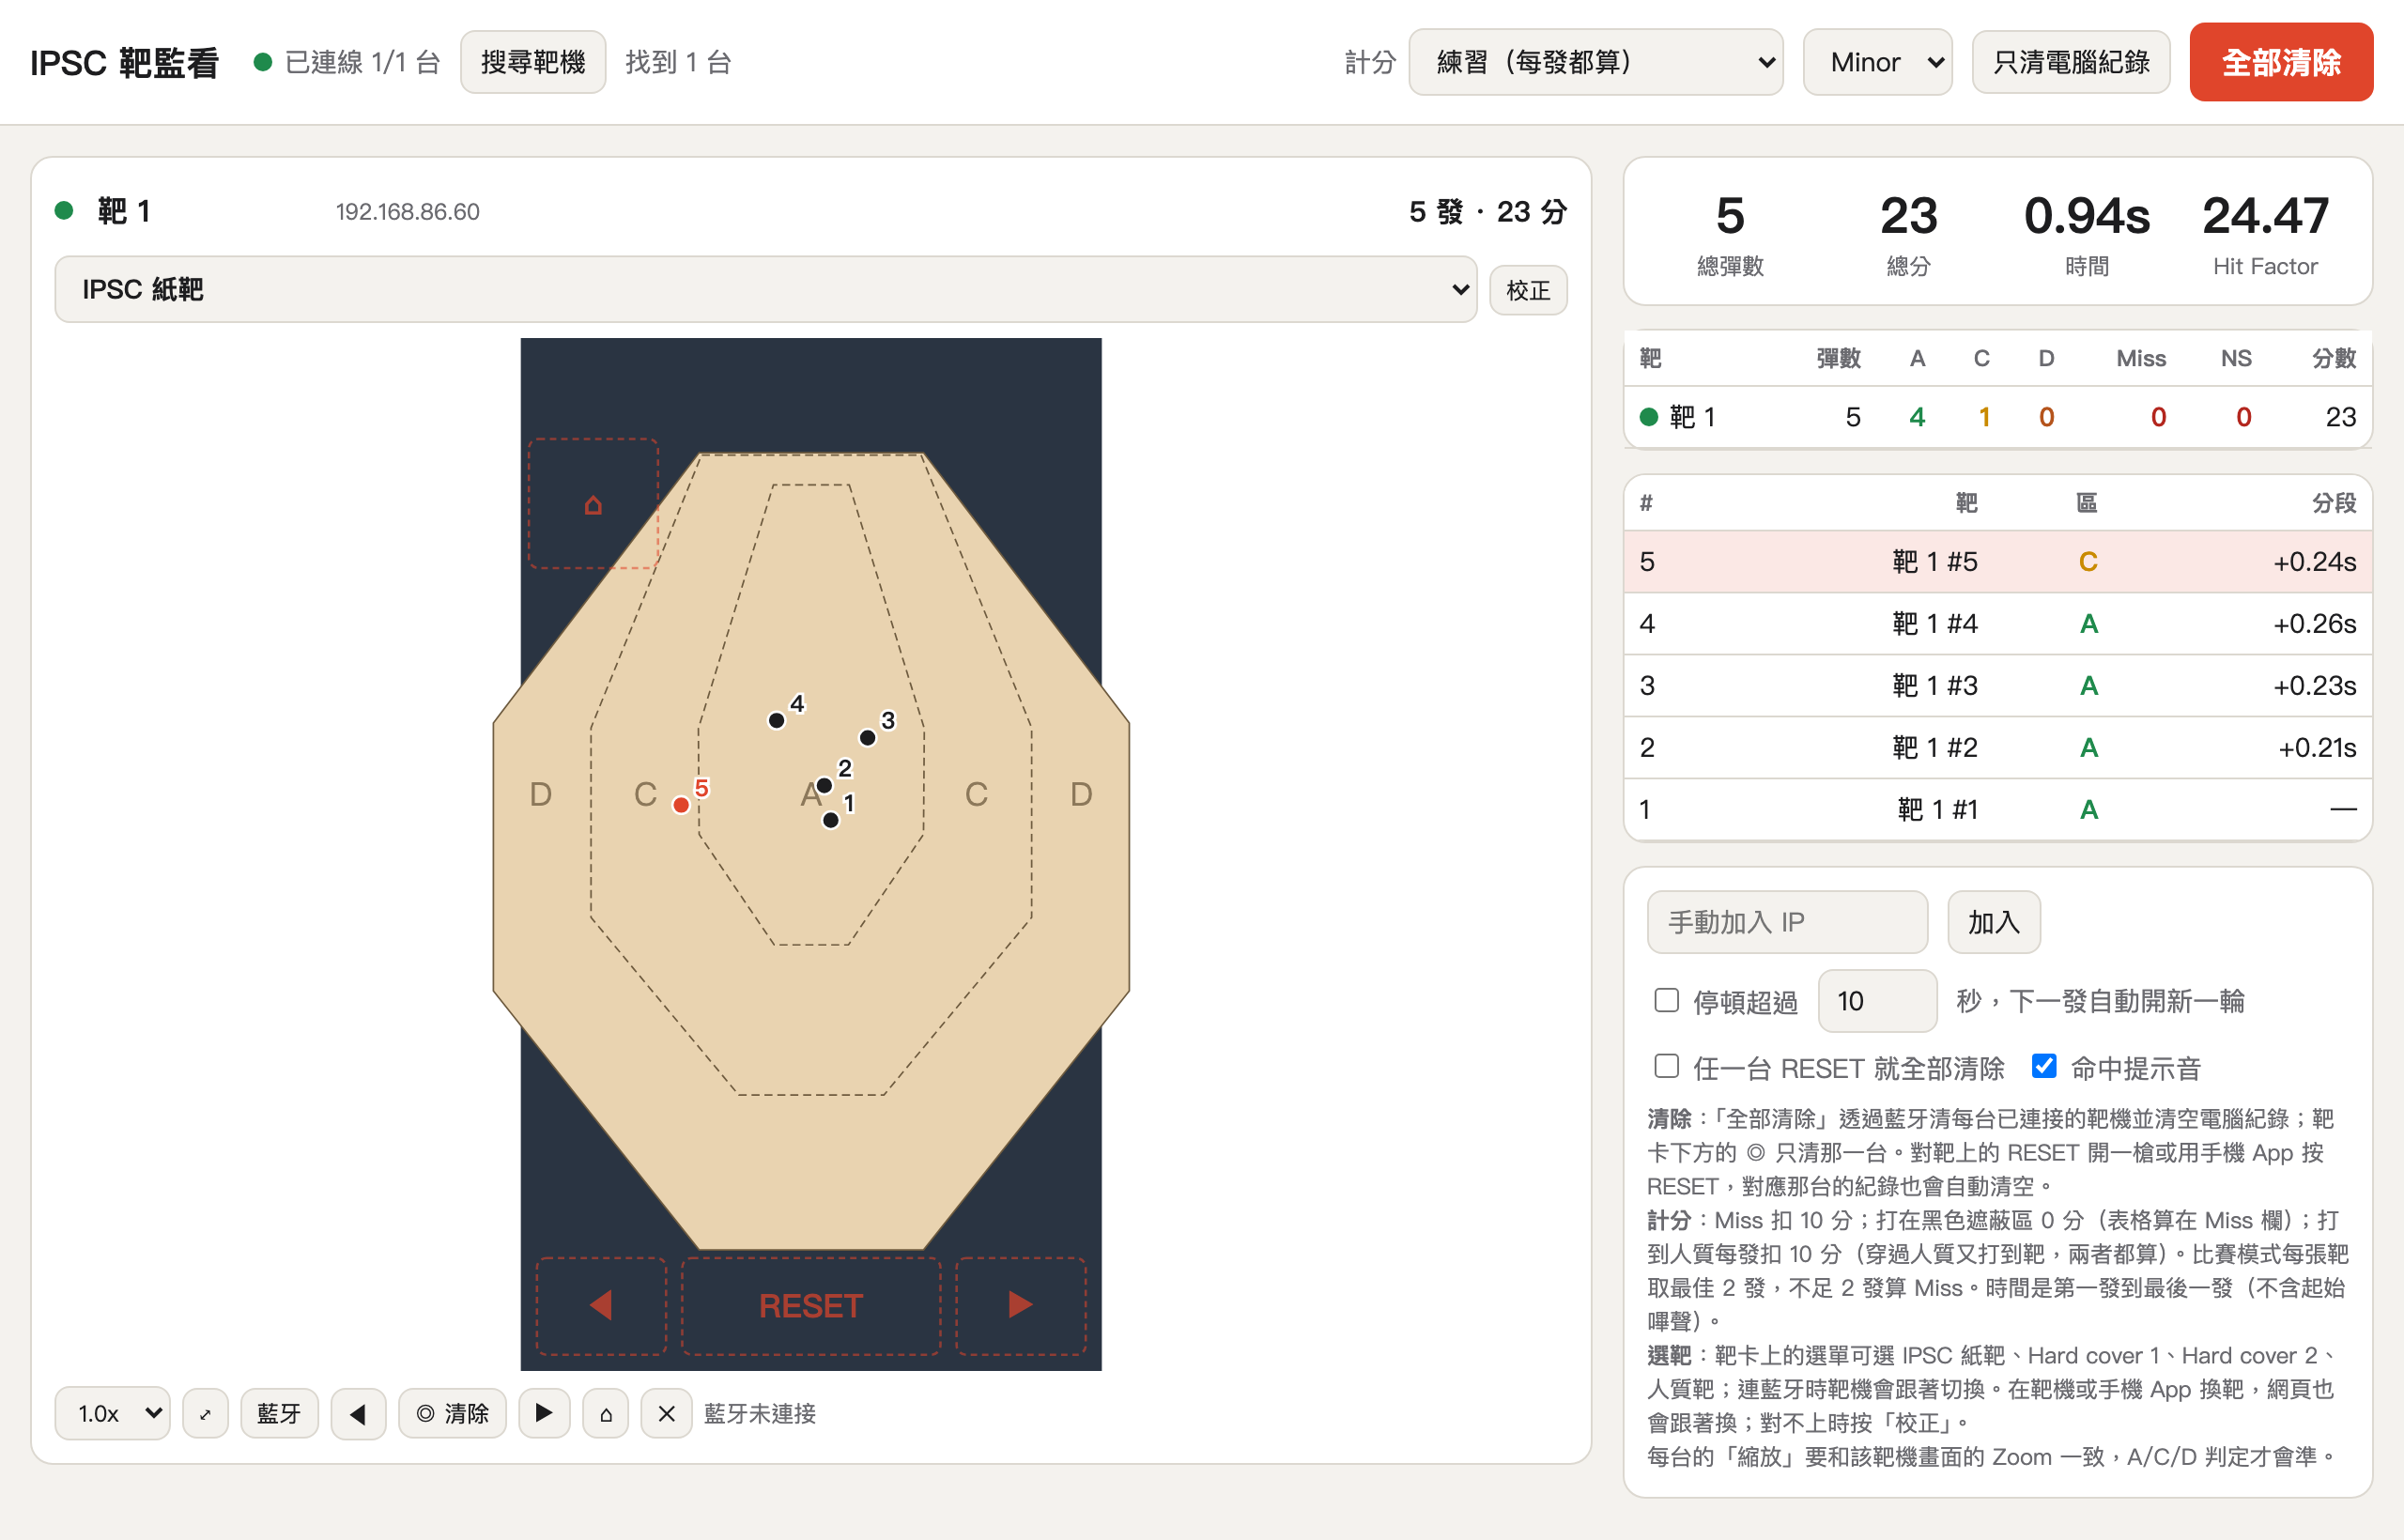 IPSC 靶監看
已連線 1/1 台
搜尋靶機
找到 1 台
計分
練習（每發都算）
Minor
只清電腦紀錄
全部清除
靶 1
192.168.86.60
5 發 · 23 分
IPSC 紙靶
校正
⌂
4
3
2
D C 5 A 1 C D
◀ RESET ▶
1.0x
⤢
藍牙
◀
◎ 清除
▶
⌂
✕
藍牙未連接
5 23 0.94s 24.47
總彈數 總分 時間 Hit Factor
靶 彈數 A C D Miss NS 分數
靶 1 5 4 1 0 0 0 23
# 靶 區 分段
5 靶 1 #5 C +0.24s
4 靶 1 #4 A +0.26s
3 靶 1 #3 A +0.23s
2 靶 1 #2 A +0.21s
1 靶 1 #1 A —
手動加入 IP
加入
停頓超過 10 秒，下一發自動開新一輪
任一台 RESET 就全部清除 命中提示音
清除：「全部清除」透過藍牙清每台已連接的靶機並清空電腦紀錄；靶
卡下方的 ◎ 只清那一台。對靶上的 RESET 開一槍或用手機 App 按
RESET，對應那台的紀錄也會自動清空。
計分：Miss 扣 10 分；打在黑色遮蔽區 0 分（表格算在 Miss 欄）；打
到人質每發扣 10 分（穿過人質又打到靶，兩者都算）。比賽模式每張靶
取最佳 2 發，不足 2 發算 Miss。時間是第一發到最後一發（不含起始
嗶聲）。
選靶：靶卡上的選單可選 IPSC 紙靶、Hard cover 1、Hard cover 2、
人質靶；連藍牙時靶機會跟著切換。在靶機或手機 App 換靶，網頁也
會跟著換；對不上時按「校正」。
每台的「縮放」要和該靶機畫面的 Zoom 一致，A/C/D 判定才會準。